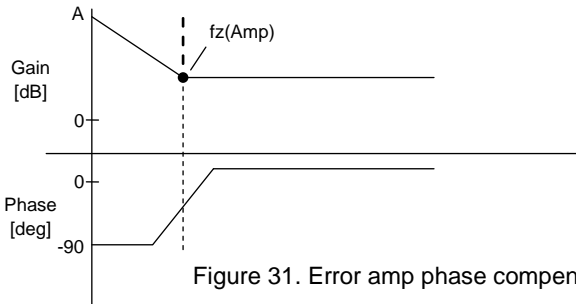 A
fz(Amp)
Gain
[dB]
0
0
Phase
[deg]
-90
Figure 31. Error amp phase compen